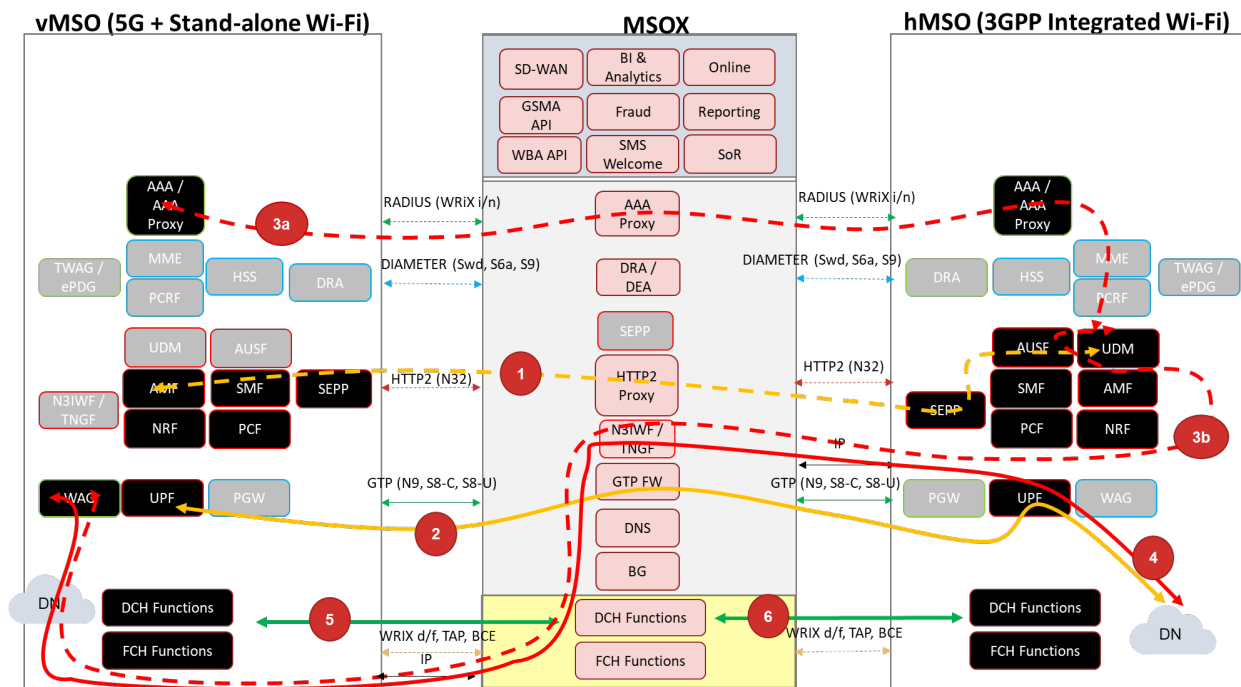 vMSO (5G + Stand-alone Wi-Fi)
MSOX
hMSO (3GPP Integrated Wi-Fi)
SD-WAN
BI &
Analytics
Online
GSMA
API
Fraud
Reporting
WBA API
SMS
Welcome
SoR
AAA /
AAA
Proxy
3a
RADIUS (WRiX i/n)
AAA
Proxy
RADIUS (WRiX i/n)
AAA /
AAA
Proxy
TWAG /
ePDG
MME
PCRF
HSS
DRA
DIAMETER (Swd, S6a, S9)
DRA /
DEA
DIAMETER (Swd, S6a, S9)
DRA
HSS
MME
PCRF
TWAG /
ePDG
SEPP
UDM
AUSF
AUSF
UDM
N3IWF /
TNGF
AMF
SMF
SEPP
NRF
PCF
1
HTTP2 (N32)
HTTP2
Proxy
HTTP2 (N32)
SEPP
SMF
AMF
PCF
NRF
3b
N3IWF /
TNGF
IP
WAG
UPF
PGW
GTP (N9, S8-C, S8-U)
2
GTP FW
GTP (N9, S8-C, S8-U)
PGW
UPF
WAG
DNS
BG
4
DN
DCH Functions
FCH Functions
5
WRIX d/f, TAP, BCE
IP
DCH Functions
FCH Functions
6
WRIX d/f, TAP, BCE
DCH Functions
FCH Functions
DN